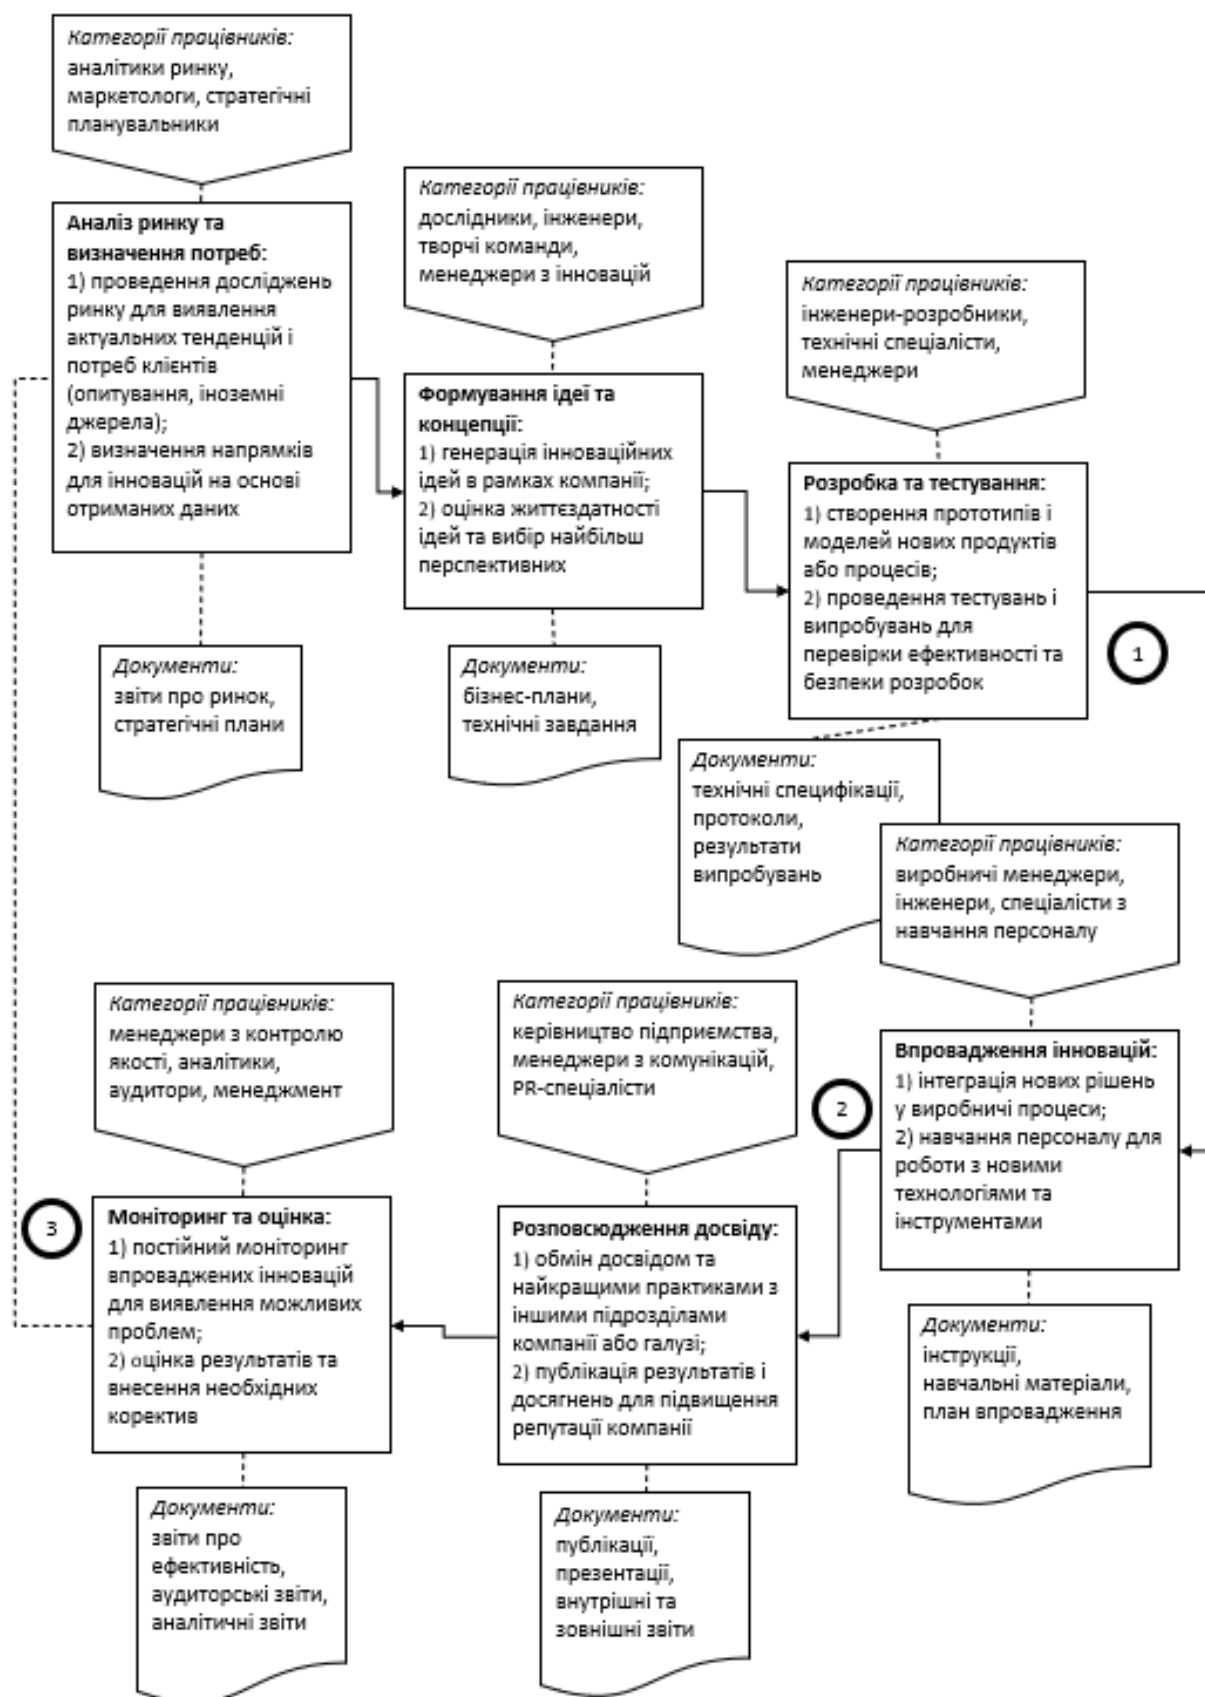 Категорії працівників:
аналітики ринку,
маркетологи, стратегічні
планувальники
Аналіз ринку та
визначення потреб:
1) проведення досліджень
ринку для виявлення
актуальних тенденцій і
потреб клієнтів
(опитування, іноземні
джерела);
2) визначення напрямків
для інновацій на основі
отриманих даних
Документи:
звіти про ринок,
стратегічні плани
Категорії працівників:
дослідники, інженери,
творчі команди,
менеджери з інновацій
Формування ідеї та
концепції:
1) генерація інноваційних
ідей в рамках компанії;
2) оцінка життєздатності
ідей та вибір найбільш
перспективних
Документи:
бізнес-плани,
технічні завдання
Категорії працівників:
інженери-розробники,
технічні спеціалісти,
менеджери
Розробка та тестування:
1) створення прототипів і
моделей нових продуктів
або процесів;
2) проведення тестувань і
випробувань для
перевірки ефективності та
безпеки розробок
1
Документи:
технічні специфікації,
протоколи,
результати
випробувань
Категорії працівників:
виробничі менеджери,
інженери, спеціалісти з
навчання персоналу
Впровадження інновацій:
1) інтеграція нових рішень
у виробничі процеси;
2) навчання персоналу для
роботи з новими
технологіями та
інструментами
2
Документи:
інструкції,
навчальні матеріали,
план впровадження
Категорії працівників:
керівництво підприємства,
менеджери з комунікацій,
PR-спеціалісти
Розповсюдження досвіду:
1) обмін досвідом та
найкращими практиками з
іншими підрозділами
компанії або галузі;
2) публікація результатів і
досягнень для підвищення
репутації компанії
Документи:
публікації,
презентації,
внутрішні та
зовнішні звіти
Категорії працівників:
менеджери з контролю
якості, аналітики,
аудитори, менеджмент
3
Моніторинг та оцінка:
1) постійний моніторинг
впроваджених інновацій
для виявлення можливих
проблем;
2) оцінка результатів та
внесення необхідних
коректив
Документи:
звіти про
ефективність,
аудиторські звіти,
аналітичні звіти